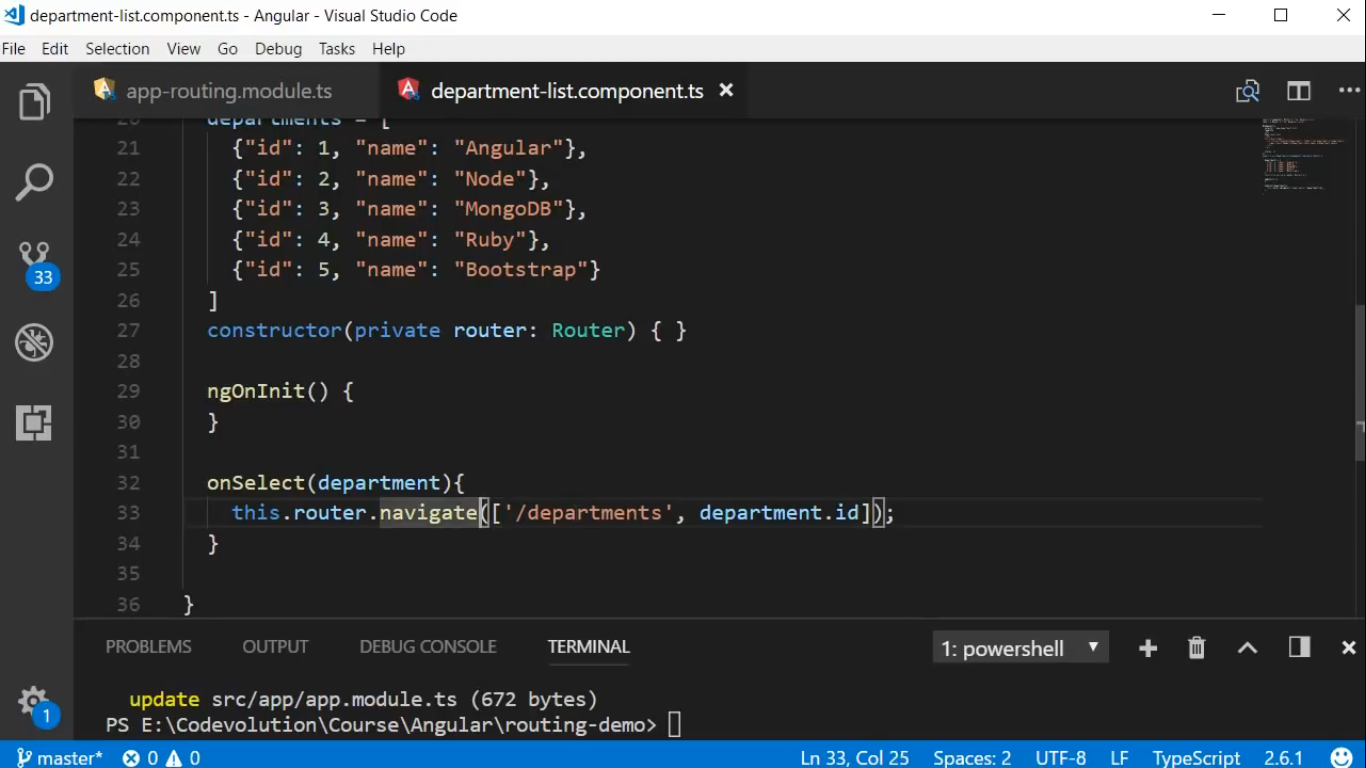 department-list.component.ts - Angular - Visual Studio Code
File Edit Selection View Go Debug Tasks Help
app-routing.module.ts department-list.component.ts
20 departments = [
21 {"id": 1, "name": "Angular"},
22 {"id": 2, "name": "Node"},
23 {"id": 3, "name": "MongoDB"},
24 {"id": 4, "name": "Ruby"},
25 {"id": 5, "name": "Bootstrap"}
26 ]
27 constructor(private router: Router) { }
28
29 ngOnInit() {
30 }
31
32 onSelect(department){
33 this.router.navigate(['/departments', department.id]);
34 }
35
36 }
33
PROBLEMS OUTPUT DEBUG CONSOLE TERMINAL 1: powershell
update src/app/app.module.ts (672 bytes)
PS E:\Codevolution\Course\Angular\routing-demo>
1
master* 0 0 Ln 33, Col 25 Spaces: 2 UTF-8 LF TypeScript 2.6.1